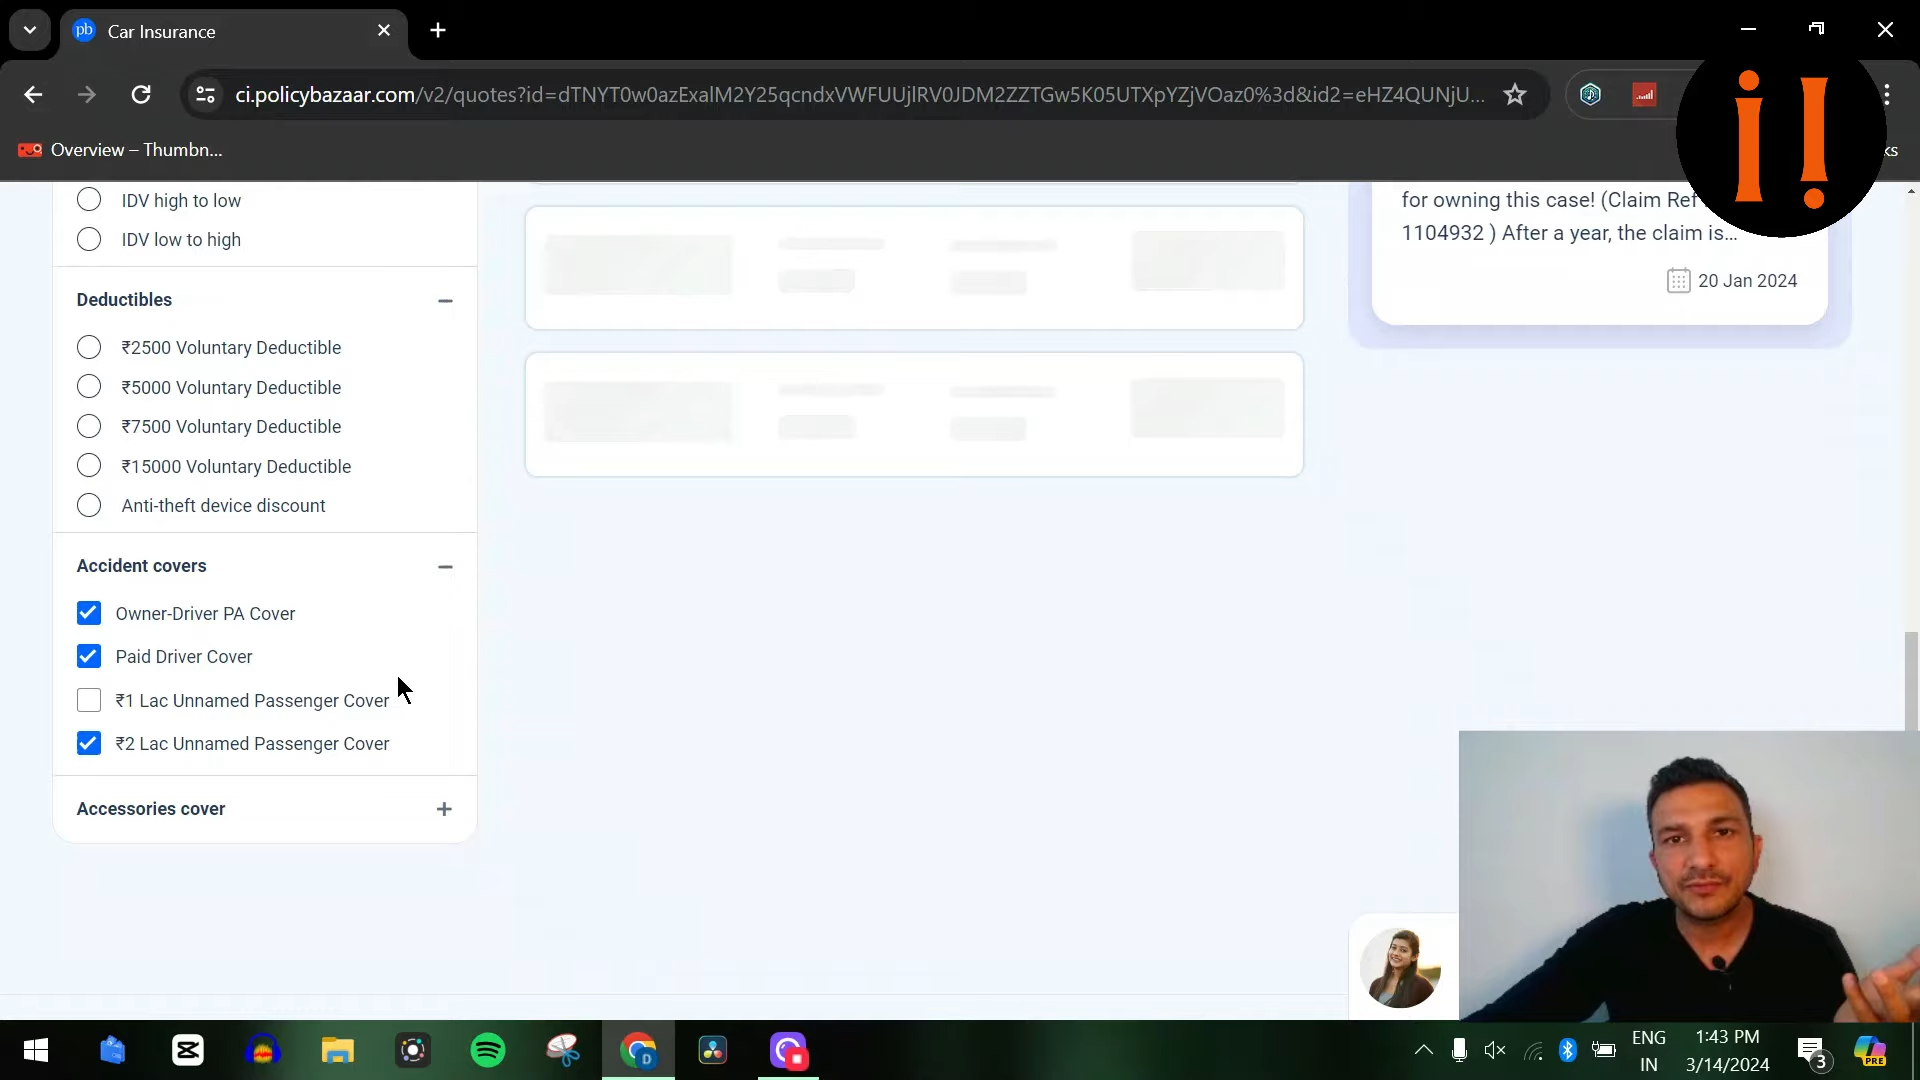 pb Car Insurance
ci.policybazaar.com/v2/quotes?id=dTNYT0w0azExalM2Y25qcndxVWFUUjlRV0JDM2ZZTGw5K05UTXpYZjVOaz0%3d&id2=eHZ4QUNjU...
Overview – Thumbn...
ks
IDV high to low
IDV low to high
Deductibles
₹2500 Voluntary Deductible
₹5000 Voluntary Deductible
₹7500 Voluntary Deductible
₹15000 Voluntary Deductible
Anti-theft device discount
Accident covers
Owner-Driver PA Cover
Paid Driver Cover
₹1 Lac Unnamed Passenger Cover
₹2 Lac Unnamed Passenger Cover
Accessories cover
for owning this case! (Claim Ref
1104932 ) After a year, the claim is...
20 Jan 2024
D
ENG
IN
1:43 PM
3/14/2024
3
PRE